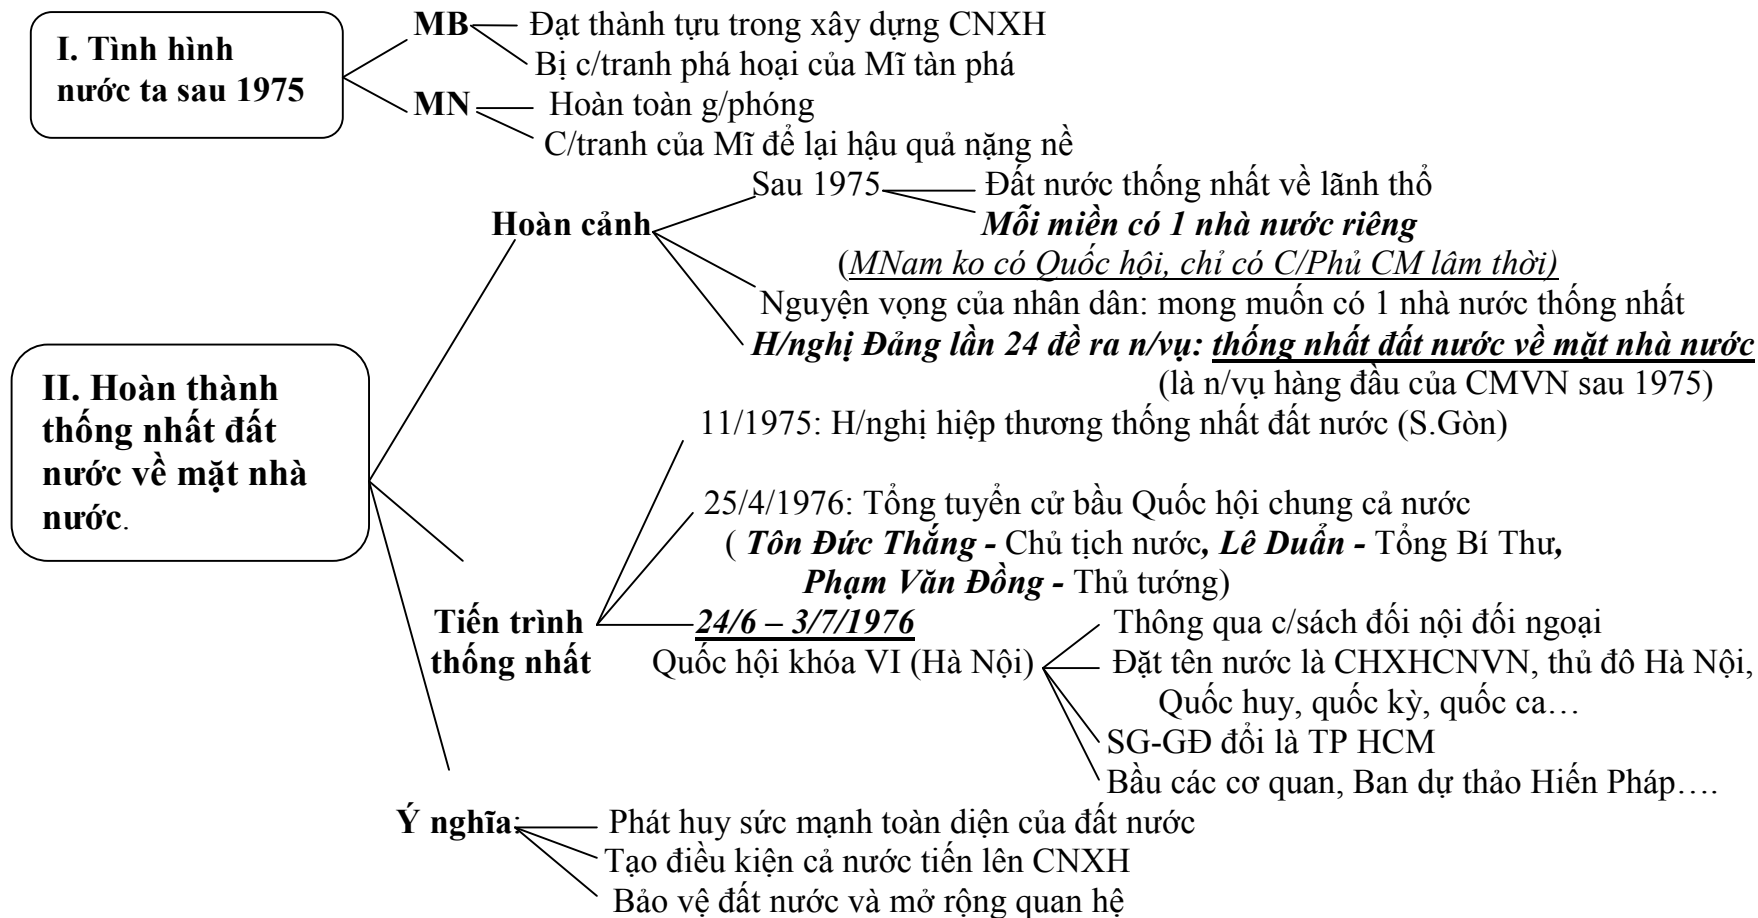 I. Tình hình
nước ta sau 1975
MB
Đạt thành tựu trong xây dựng CNXH
Bị c/tranh phá hoại của Mĩ tàn phá
MN
Hoàn toàn g/phóng
C/tranh của Mĩ để lại hậu quả nặng nề
II. Hoàn thành
thống nhất đất
nước về mặt nhà
nước.
Hoàn cảnh
Sau 1975
Đất nước thống nhất về lãnh thổ
Mỗi miền có 1 nhà nước riêng
(MNam ko có Quốc hội, chỉ có C/Phủ CM lâm thời)
Nguyện vọng của nhân dân: mong muốn có 1 nhà nước thống nhất
H/nghị Đảng lần 24 đề ra n/vụ: thống nhất đất nước về mặt nhà nước
(là n/vụ hàng đầu của CMVN sau 1975)
Tiến trình
thống nhất
11/1975: H/nghị hiệp thương thống nhất đất nước (S.Gòn)
25/4/1976: Tổng tuyển cử bầu Quốc hội chung cả nước
( Tôn Đức Thắng - Chủ tịch nước, Lê Duẩn - Tổng Bí Thư,
Phạm Văn Đồng - Thủ tướng)
24/6 – 3/7/1976
Quốc hội khóa VI (Hà Nội)
Thông qua c/sách đối nội đối ngoại
Đặt tên nước là CHXHCNVN, thủ đô Hà Nội,
Quốc huy, quốc kỳ, quốc ca…
SG-GĐ đổi là TP HCM
Bầu các cơ quan, Ban dự thảo Hiến Pháp….
Ý nghĩa:
Phát huy sức mạnh toàn diện của đất nước
Tạo điều kiện cả nước tiến lên CNXH
Bảo vệ đất nước và mở rộng quan hệ